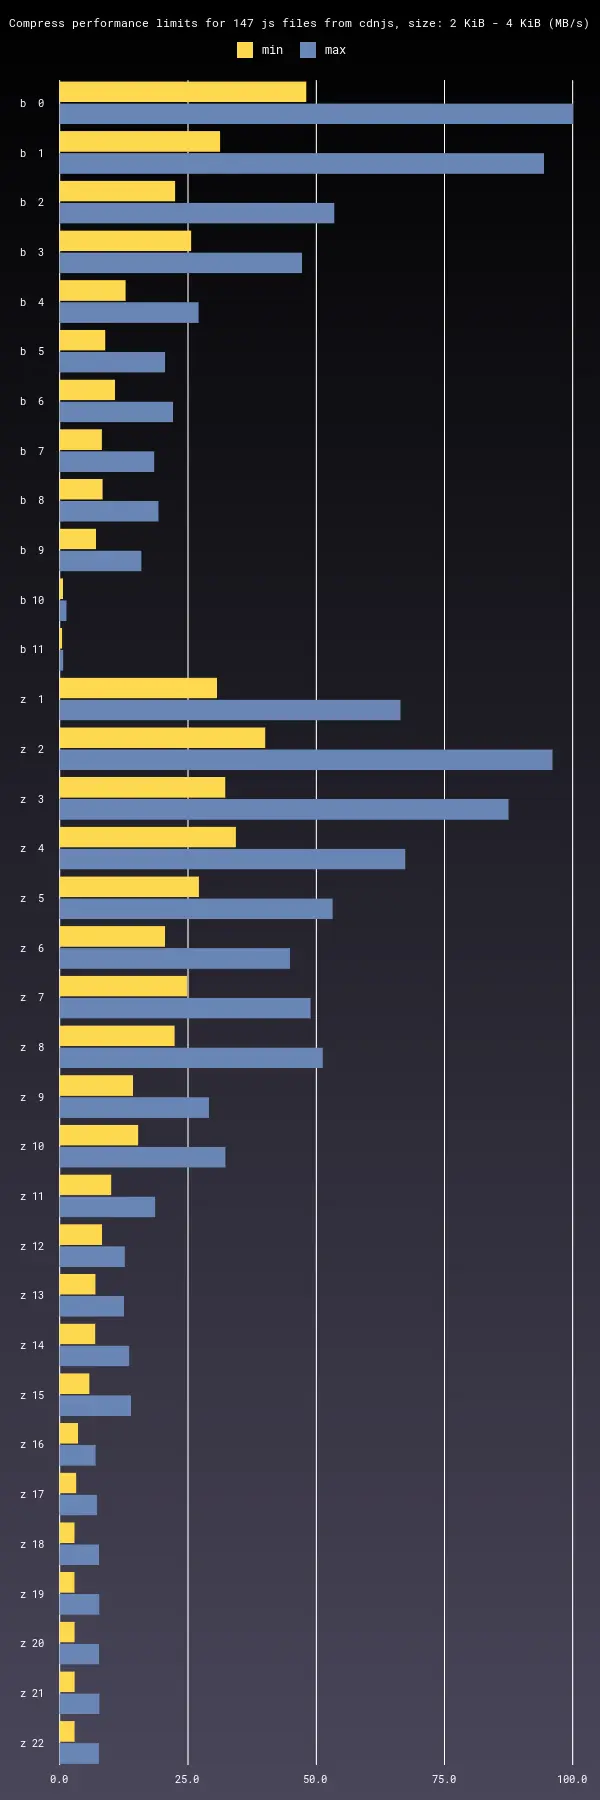 Compress performance limits for 147 js files from cdnjs, size: 2 KiB - 4 KiB (MB/s)
min max
b 0
b 1
b 2
b 3
b 4
b 5
b 6
b 7
b 8
b 9
b 10
b 11
z 1
z 2
z 3
z 4
z 5
z 6
z 7
z 8
z 9
z 10
z 11
z 12
z 13
z 14
z 15
z 16
z 17
z 18
z 19
z 20
z 21
z 22
0.0 25.0 50.0 75.0 100.0